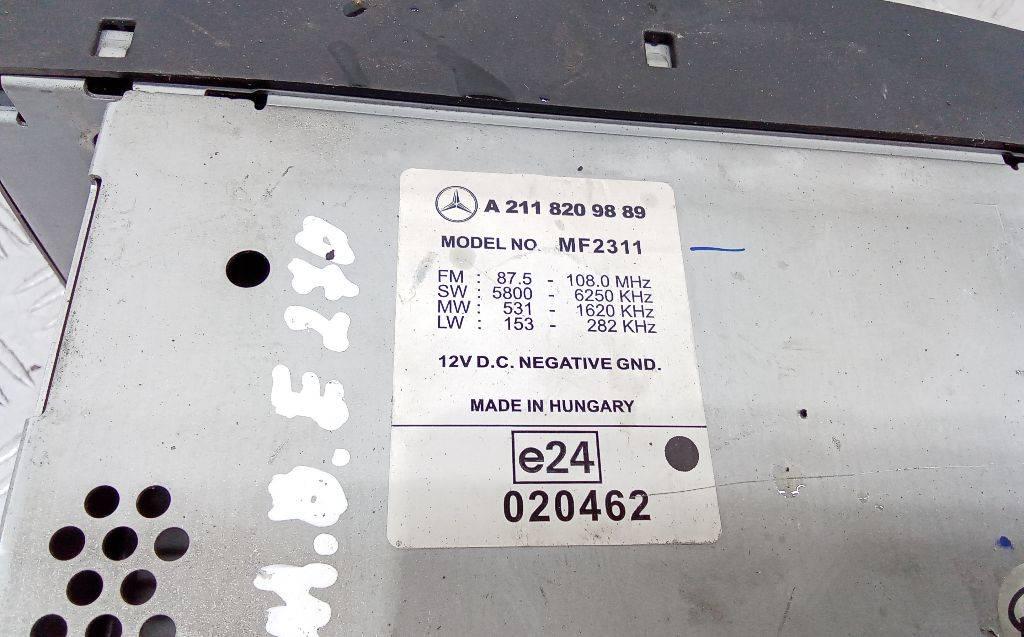 A 211 820 98 89
MODEL NO. MF2311
FM : 87.5 - 108.0 MHz
SW : 5800 - 6250 KHz
MW : 531 - 1620 KHz
LW : 153 - 282 KHz
12V D.C. NEGATIVE GND.
MADE IN HUNGARY
e24
020462